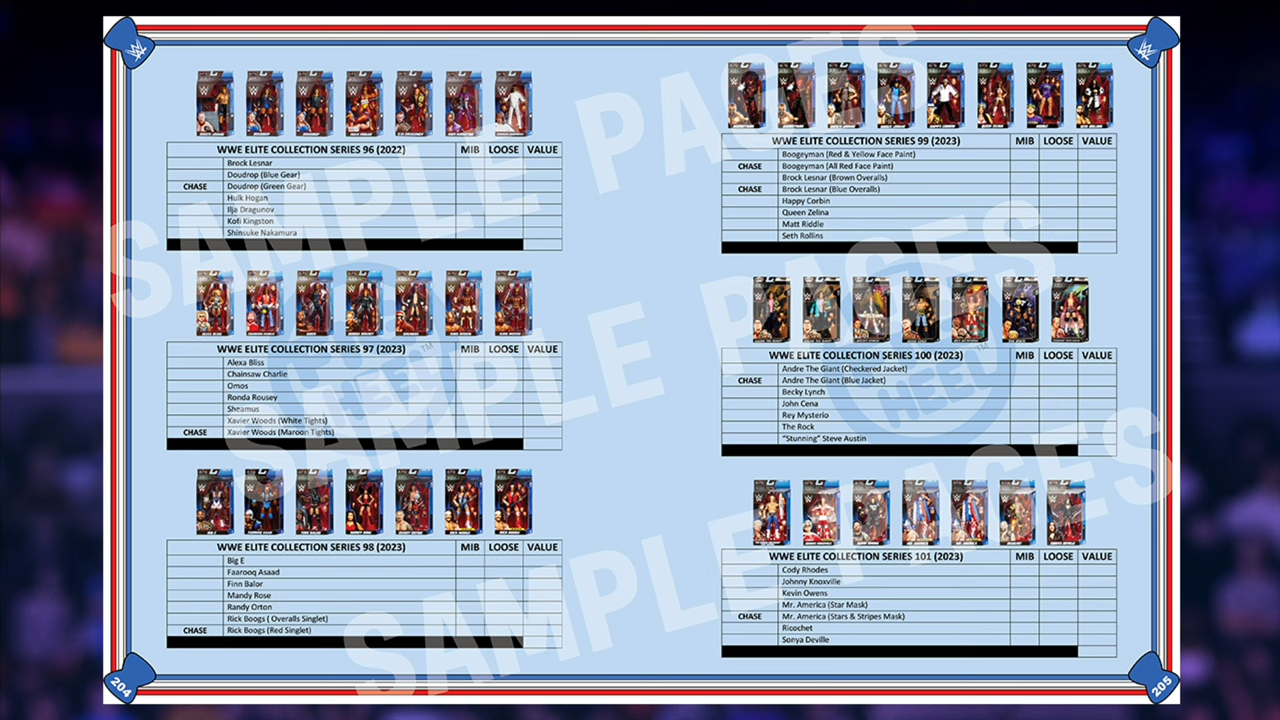 WWE ELITE COLLECTION SERIES 96 (2022) MIB LOOSE VALUE
Brock Lesnar
Doudrop (Blue Gear)
CHASE Doudrop (Green Gear)
Hulk Hogan
Ilja Dragunov
Kofi Kingston
Shinsuke Nakamura
WWE ELITE COLLECTION SERIES 97 (2023) MIB LOOSE VALUE
Alexa Bliss
Chainsaw Charlie
Omos
Ronda Rousey
Sheamus
Xavier Woods (White Tights)
CHASE Xavier Woods (Maroon Tights)
WWE ELITE COLLECTION SERIES 98 (2023) MIB LOOSE VALUE
Big E
Faarooq Asaad
Finn Balor
Mandy Rose
Randy Orton
Rick Boogs ( Overalls Singlet)
CHASE Rick Boogs (Red Singlet)
204
WWE ELITE COLLECTION SERIES 99 (2023) MIB LOOSE VALUE
Boogeyman (Red & Yellow Face Paint)
CHASE Boogeyman (All Red Face Paint)
Brock Lesnar (Brown Overalls)
CHASE Brock Lesnar (Blue Overalls)
Happy Corbin
Queen Zelina
Matt Riddle
Seth Rollins
WWE ELITE COLLECTION SERIES 100 (2023) MIB LOOSE VALUE
Andre The Giant (Checkered Jacket)
CHASE Andre The Giant (Blue Jacket)
Becky Lynch
John Cena
Rey Mysterio
The Rock
"Stunning" Steve Austin
WWE ELITE COLLECTION SERIES 101 (2023) MIB LOOSE VALUE
Cody Rhodes
Johnny Knoxville
Kevin Owens
Mr. America (Star Mask)
CHASE Mr. America (Stars & Stripes Mask)
Ricochet
Sonya Deville
205
SAMPLE PAGES
SAMPLE PAGES
SAMPLE PAGES
HEEL™
HEEL™